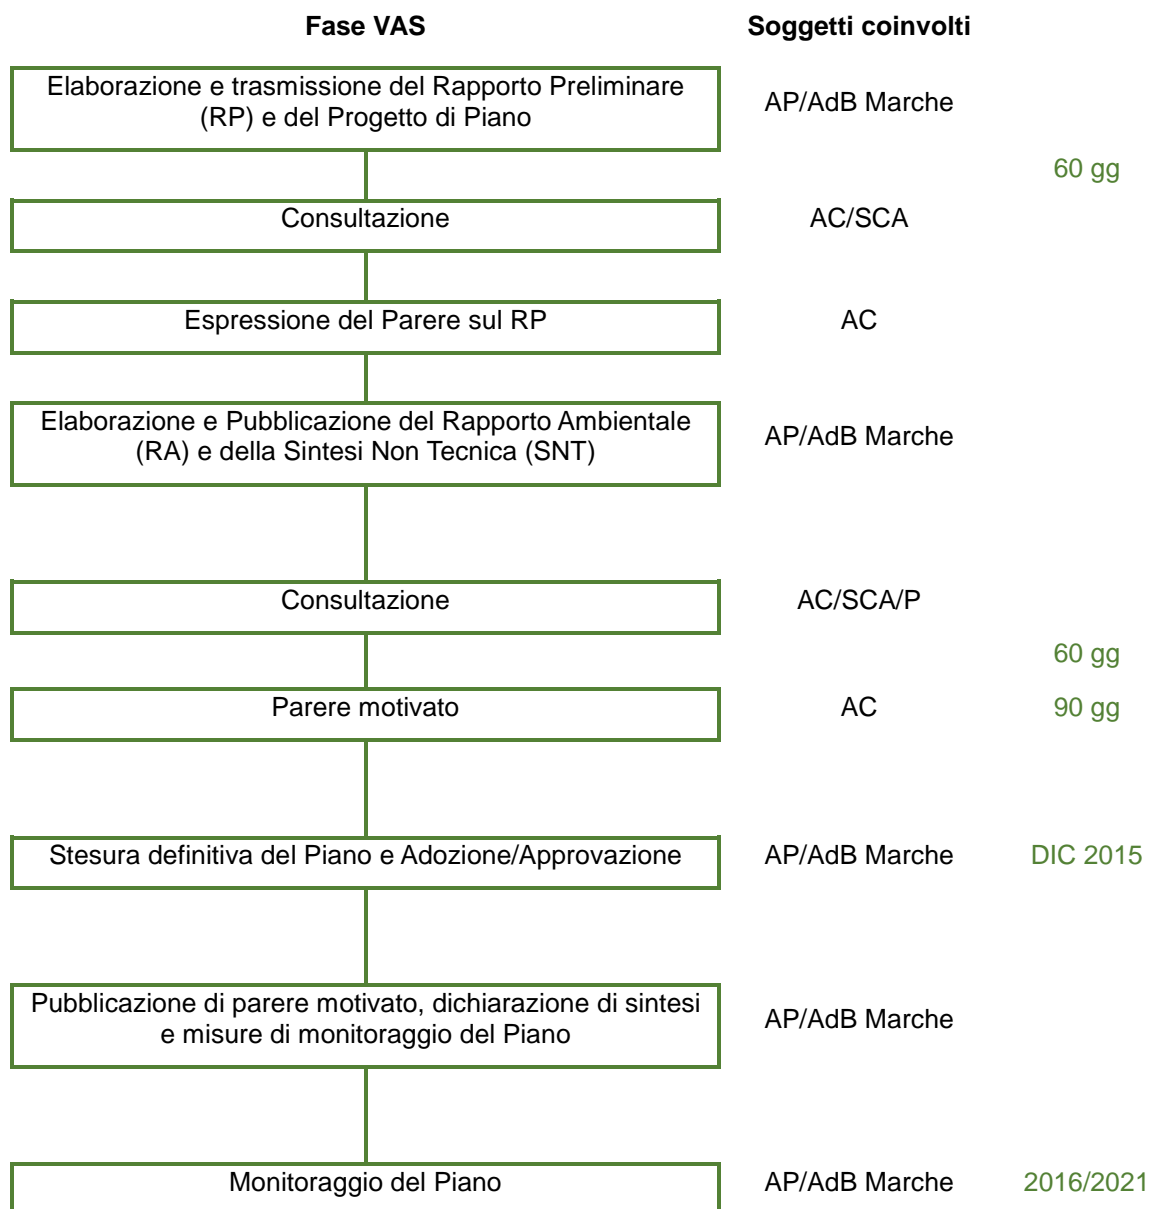 Fase VAS Soggetti coinvolti
Elaborazione e trasmissione del Rapporto Preliminare
(RP) e del Progetto di Piano
AP/AdB Marche
60 gg
Consultazione AC/SCA
Espressione del Parere sul RP AC
Elaborazione e Pubblicazione del Rapporto Ambientale
(RA) e della Sintesi Non Tecnica (SNT)
AP/AdB Marche
Consultazione AC/SCA/P
60 gg
Parere motivato AC 90 gg
Stesura definitiva del Piano e Adozione/Approvazione AP/AdB Marche DIC 2015
Pubblicazione di parere motivato, dichiarazione di sintesi
e misure di monitoraggio del Piano
AP/AdB Marche
Monitoraggio del Piano AP/AdB Marche 2016/2021